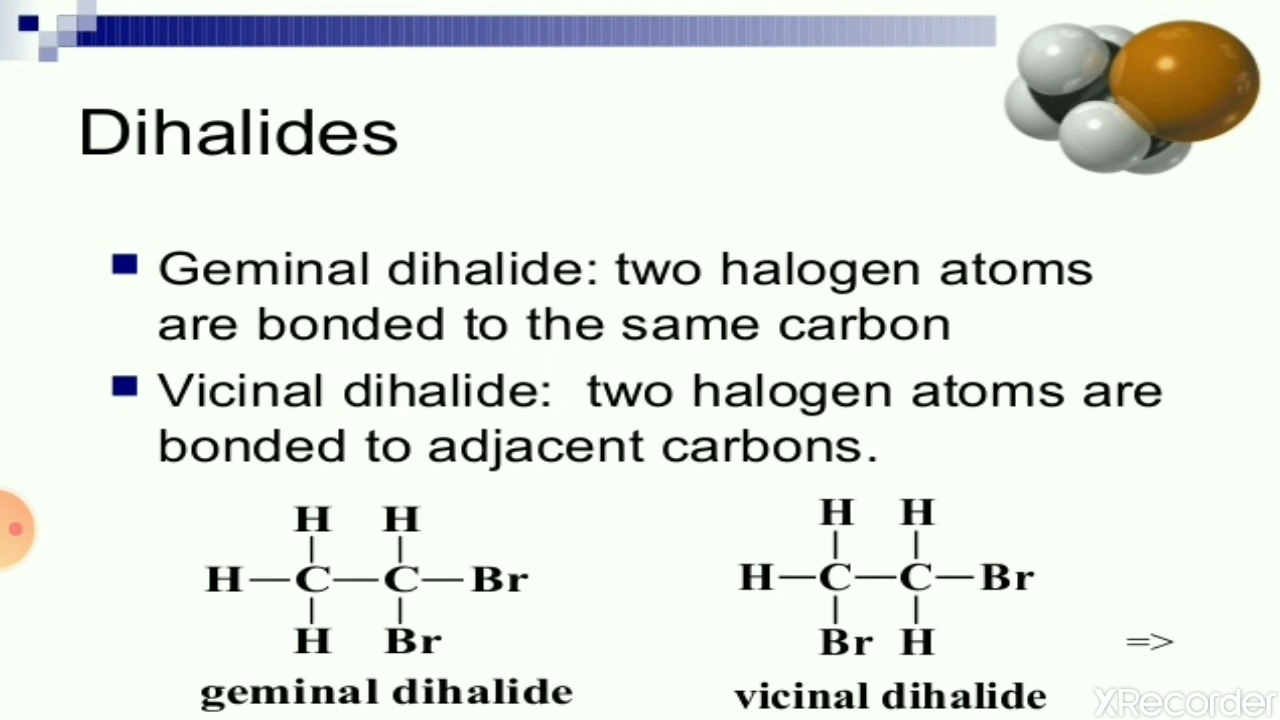 Dihalides
Geminal dihalide: two halogen atoms
are bonded to the same carbon
Vicinal dihalide: two halogen atoms are
bonded to adjacent carbons.
H H
H—C—C—Br
H Br
geminal dihalide
H H
H—C—C—Br
Br H
vicinal dihalide
=>
XRecorder